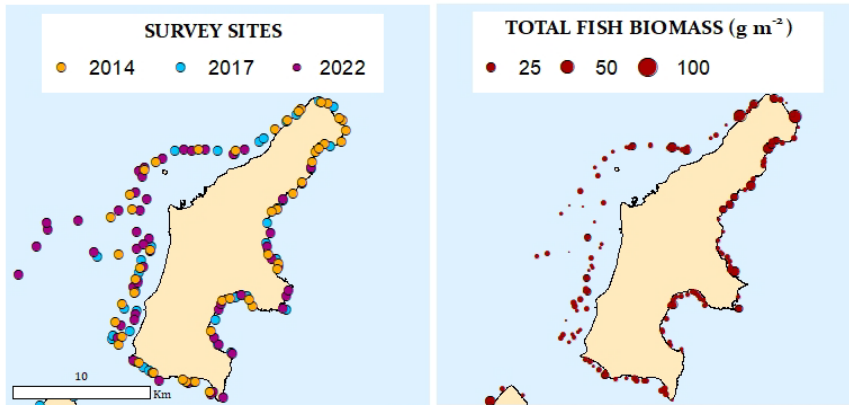 SURVEY SITES
2014 2017 2022
10
Km
TOTAL FISH BIOMASS (g m⁻²)
25 50 100